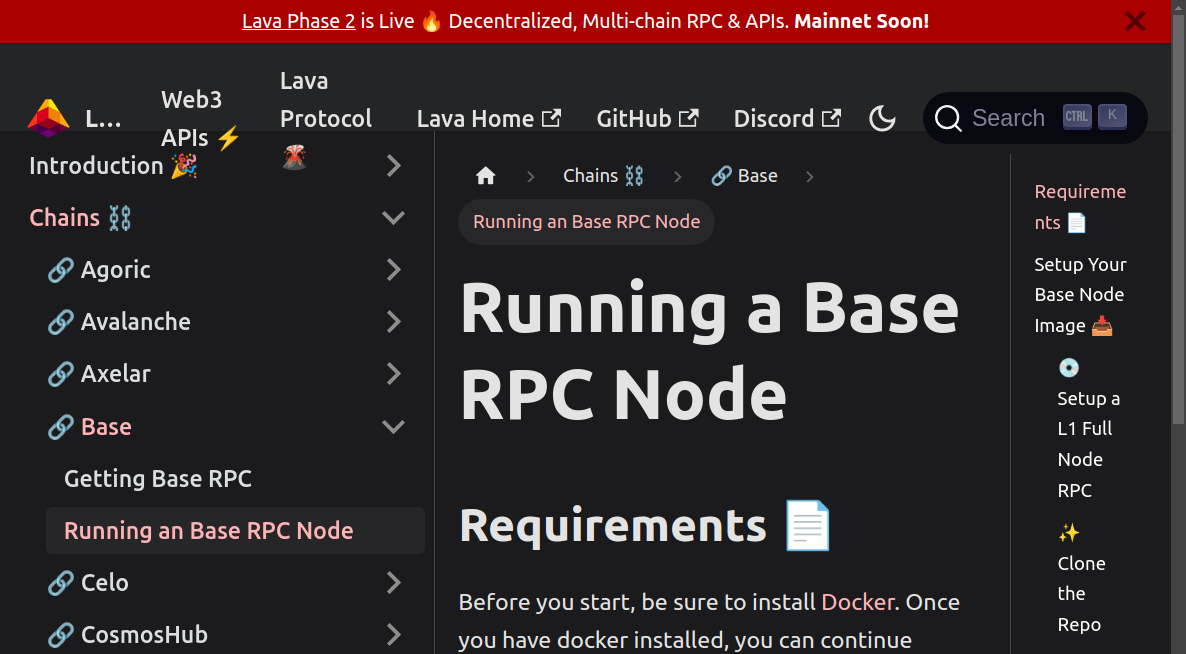 Lava Phase 2 is Live 🔥 Decentralized, Multi-chain RPC & APIs. Mainnet Soon!
L...
Web3
APIs ⚡
Lava
Protocol
🌋
Lava Home
GitHub
Discord
Search
CTRL
K
Introduction 🎉
Chains ⛓️
🔗 Agoric
🔗 Avalanche
🔗 Axelar
🔗 Base
Getting Base RPC
Running an Base RPC Node
🔗 Celo
🔗 CosmosHub
Chains ⛓️
🔗 Base
Running an Base RPC Node
Running a Base
RPC Node
Requirements 📄
Before you start, be sure to install Docker. Once
you have docker installed, you can continue
Requireme
nts 📄
Setup Your
Base Node
Image 📥
💿
Setup a
L1 Full
Node
RPC
✨
Clone
the
Repo